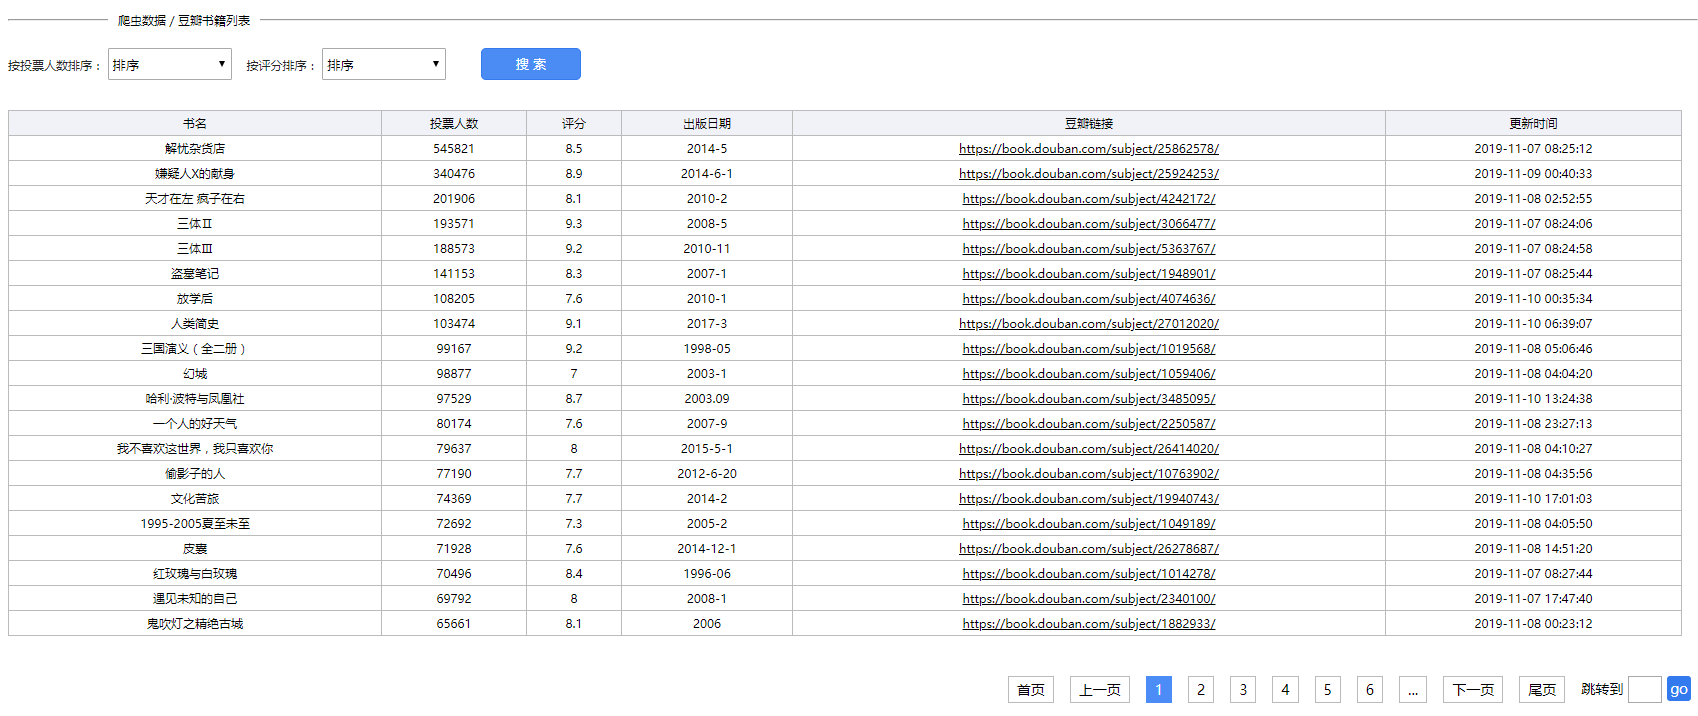 爬虫数据 / 豆瓣书籍列表
按投票人数排序： 排序 按评分排序： 排序 搜 索
书名 投票人数 评分 出版日期 豆瓣链接 更新时间
解忧杂货店 545821 8.5 2014-5 https://book.douban.com/subject/25862578/ 2019-11-07 08:25:12
嫌疑人X的献身 340476 8.9 2014-6-1 https://book.douban.com/subject/25924253/ 2019-11-09 00:40:33
天才在左 疯子在右 201906 8.1 2010-2 https://book.douban.com/subject/4242172/ 2019-11-08 02:52:55
三体Ⅱ 193571 9.3 2008-5 https://book.douban.com/subject/3066477/ 2019-11-07 08:24:06
三体Ⅲ 188573 9.2 2010-11 https://book.douban.com/subject/5363767/ 2019-11-07 08:24:58
盗墓笔记 141153 8.3 2007-1 https://book.douban.com/subject/1948901/ 2019-11-07 08:25:44
放学后 108205 7.6 2010-1 https://book.douban.com/subject/4074636/ 2019-11-10 00:35:34
人类简史 103474 9.1 2017-3 https://book.douban.com/subject/27012020/ 2019-11-10 06:39:07
三国演义（全二册） 99167 9.2 1998-05 https://book.douban.com/subject/1019568/ 2019-11-08 05:06:46
幻城 98877 7 2003-1 https://book.douban.com/subject/1059406/ 2019-11-08 04:04:20
哈利·波特与凤凰社 97529 8.7 2003.09 https://book.douban.com/subject/3485095/ 2019-11-10 13:24:38
一个人的好天气 80174 7.6 2007-9 https://book.douban.com/subject/2250587/ 2019-11-08 23:27:13
我不喜欢这世界，我只喜欢你 79637 8 2015-5-1 https://book.douban.com/subject/26414020/ 2019-11-08 04:10:27
偷影子的人 77190 7.7 2012-6-20 https://book.douban.com/subject/10763902/ 2019-11-08 04:35:56
文化苦旅 74369 7.7 2014-2 https://book.douban.com/subject/19940743/ 2019-11-10 17:01:03
1995-2005夏至未至 72692 7.3 2005-2 https://book.douban.com/subject/1049189/ 2019-11-08 04:05:50
皮囊 71928 7.6 2014-12-1 https://book.douban.com/subject/26278687/ 2019-11-08 14:51:20
红玫瑰与白玫瑰 70496 8.4 1996-06 https://book.douban.com/subject/1014278/ 2019-11-07 08:27:44
遇见未知的自己 69792 8 2008-1 https://book.douban.com/subject/2340100/ 2019-11-07 17:47:40
鬼吹灯之精绝古城 65661 8.1 2006 https://book.douban.com/subject/1882933/ 2019-11-08 00:23:12
首页 上一页 1 2 3 4 5 6 ... 下一页 尾页 跳转到 go